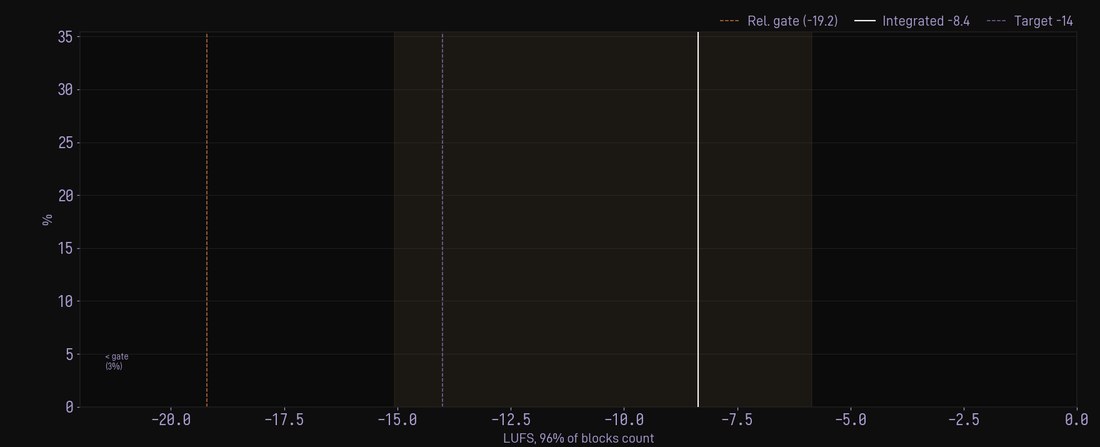 Rel. gate (-19.2) Integrated -8.4 Target -14
35
30
25
20
15
10
5
0
%
< gate
(3%)
-20.0 -17.5 -15.0 -12.5 -10.0 -7.5 -5.0 -2.5 0.0
LUFS, 96% of blocks count